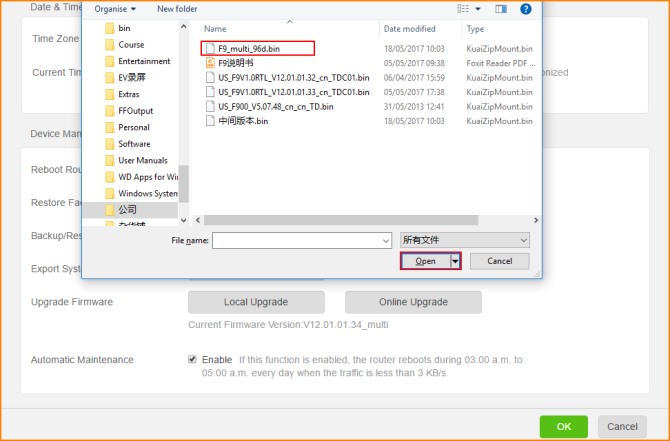 Date & Time
Organise
New folder
Name
Date modified
Type
bin
Course
Entertainment
EV录屏
Extras
FFOutput
Personal
Software
User Manuals
WD Apps for Win
Windows System
公司
F9_multi_96d.bin 18/05/2017 10:03 KuaiZipMount.bin
F9说明书 05/05/2017 09:38 Foxit Reader PDF ...
US_F9V1.0RTL_V12.01.01.32_cn_TDC01.bin 06/04/2017 15:59 KuaiZipMount.bin
US_F9V1.0RTL_V12.01.01.33_cn_TDC01.bin 05/05/2017 17:48 KuaiZipMount.bin
US_F900_V5.07.48_cn_cn_TD.bin 31/05/2013 12:41 KuaiZipMount.bin
中间版本.bin 18/05/2017 10:03 KuaiZipMount.bin
File name:
所有文件
Open
Cancel
Time Zone
Current Tim
onized
Device Man
Reboot Rou
Restore Fac
Backup/Res
Export Syst
Upgrade Firmware
Local Upgrade
Online Upgrade
Current Firmware Version:V12.01.01.34_multi
Automatic Maintenance
Enable If this function is enabled, the router reboots during 03:00 a.m. to
05:00 a.m. every day when the traffic is less than 3 KB/s.
OK
Cancel